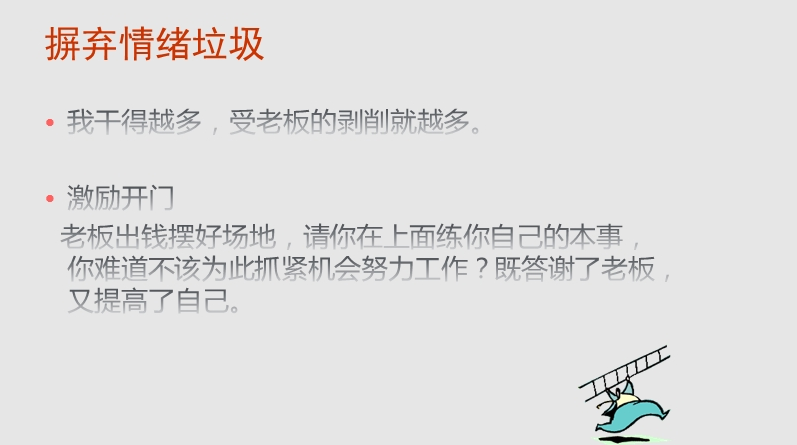 摒弃情绪垃圾
• 我干得越多，受老板的剥削就越多。
• 激励开门
老板出钱摆好场地，请你在上面练你自己的本事，
你难道不该为此抓紧机会努力工作？既答谢了老板，
又提高了自己。